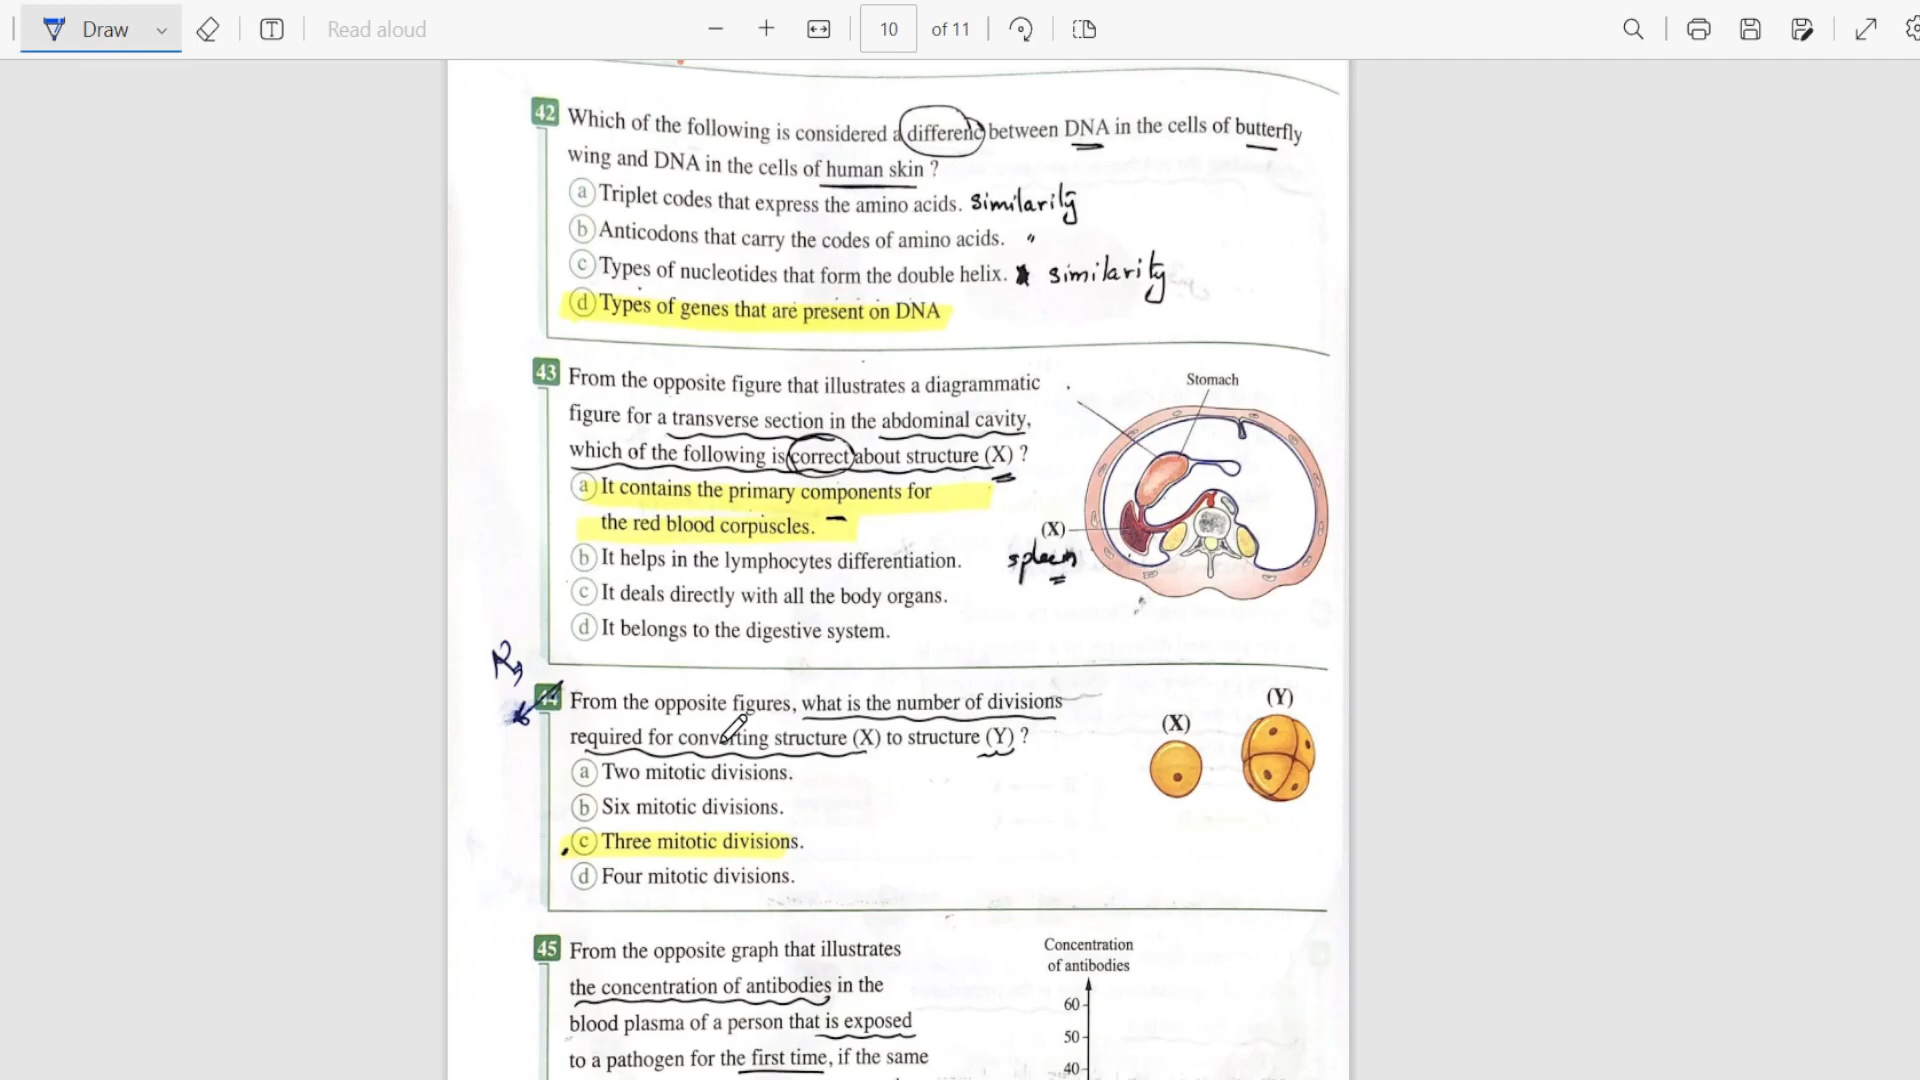 Draw
Read aloud
10 of 11
42 Which of the following is considered a differenc between DNA in the cells of butterfly
wing and DNA in the cells of human skin ?
a Triplet codes that express the amino acids. Similarity
b Anticodons that carry the codes of amino acids. "
c Types of nucleotides that form the double helix. similarity
d Types of genes that are present on DNA
43 From the opposite figure that illustrates a diagrammatic
figure for a transverse section in the abdominal cavity,
which of the following is correct about structure (X) ?
a It contains the primary components for
the red blood corpuscles.
b It helps in the lymphocytes differentiation.
c It deals directly with all the body organs.
d It belongs to the digestive system.
Stomach
(X)
spleen
44 From the opposite figures, what is the number of divisions
required for converting structure (X) to structure (Y) ?
a Two mitotic divisions.
b Six mitotic divisions.
c Three mitotic divisions.
d Four mitotic divisions.
(X)
(Y)
45 From the opposite graph that illustrates
the concentration of antibodies in the
blood plasma of a person that is exposed
to a pathogen for the first time, if the same
Concentration
of antibodies
60
50
40